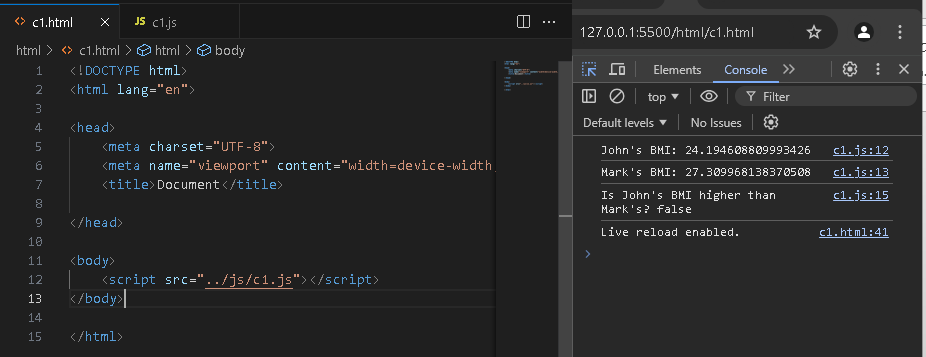 c1.html
JS c1.js
html > c1.html > html > body
1 <!DOCTYPE html>
2 <html lang="en">
3
4 <head>
5 <meta charset="UTF-8">
6 <meta name="viewport" content="width=device-width,
7 <title>Document</title>
8
9 </head>
10
11 <body>
12 <script src="../js/c1.js"></script>
13 </body>
14
15 </html>
127.0.0.1:5500/html/c1.html
Elements Console
top Filter
Default levels No Issues
John's BMI: 24.194608809993426 c1.js:12
Mark's BMI: 27.309968138370508 c1.js:13
Is John's BMI higher than c1.js:15
Mark's? false
Live reload enabled. c1.html:41